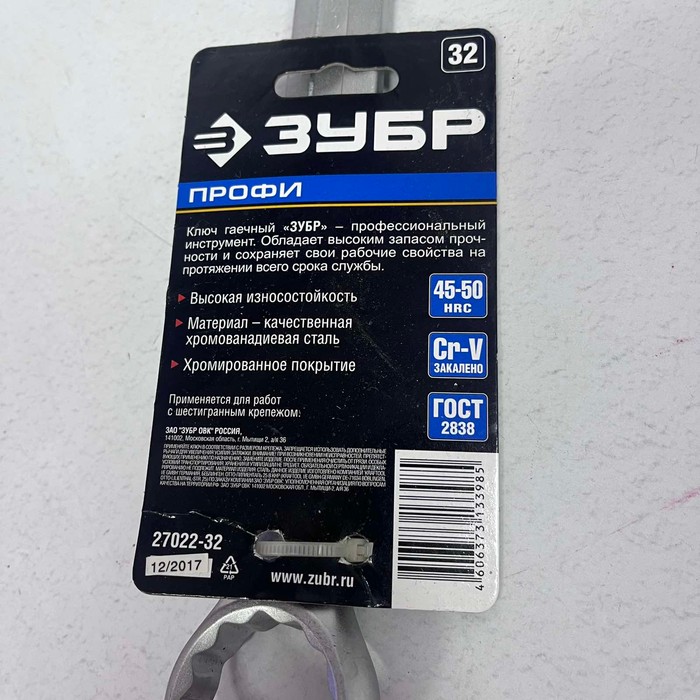 32
ЗУБР
ПРОФИ
Ключ гаечный «ЗУБР» – профессиональный
инструмент. Обладает высоким запасом проч-
ности и сохраняет свои рабочие свойства на
протяжении всего срока службы.
Высокая износостойкость
Материал – качественная
хромованадиевая сталь
Хромированное покрытие
45-50
HRC
Cr-V
ЗАКАЛЕНО
ГОСТ
2838
Применяется для работ
с шестигранным крепежом.
ЗАО "ЗУБР ОВК" РОССИЯ,
141002, Московская область, г. Мытищи 2, а/я 36
27022-32
12/2017
21
PAP
www.zubr.ru
4 606373 133985